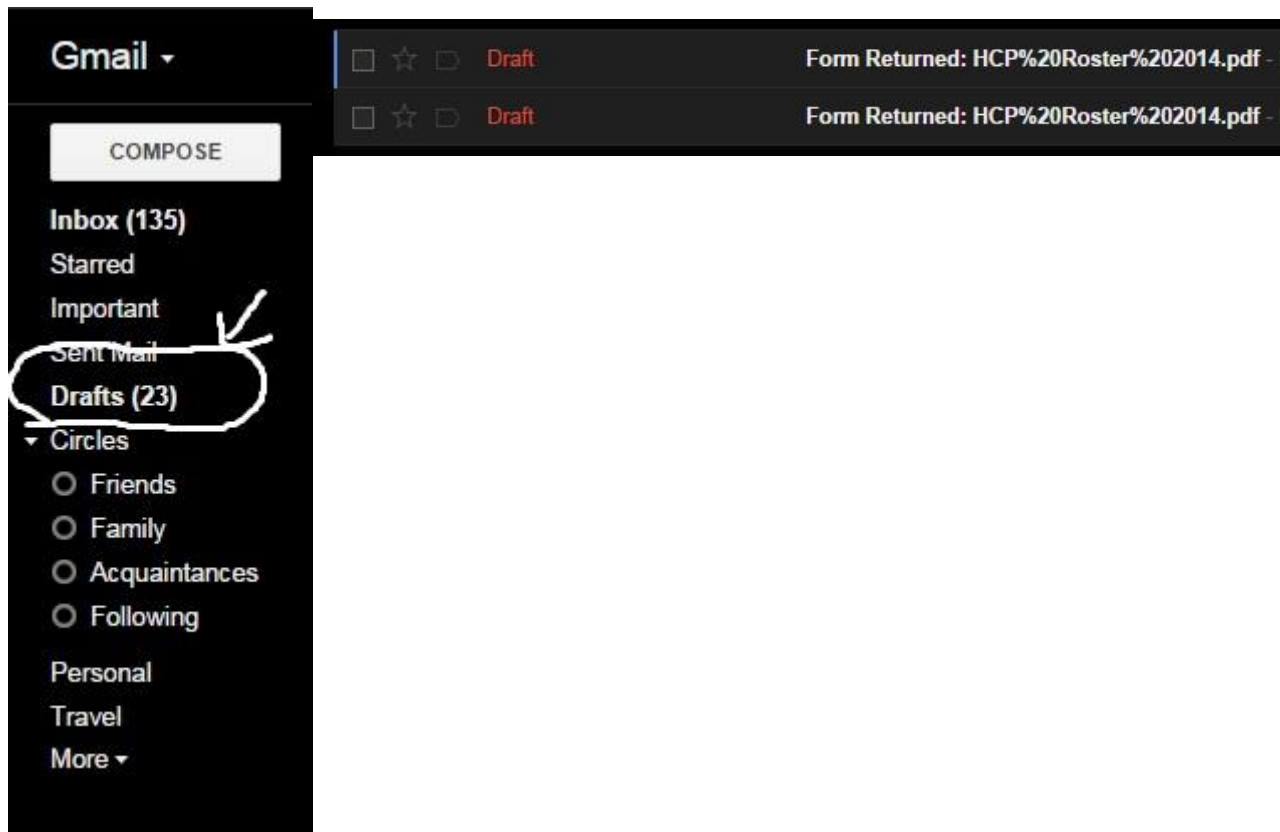 Gmail
COMPOSE
Inbox (135)
Starred
Important
Sent Mail
Drafts (23)
Circles
Friends
Family
Acquaintances
Following
Personal
Travel
More
Draft Form Returned: HCP%20Roster%202014.pdf -
Draft Form Returned: HCP%20Roster%202014.pdf -